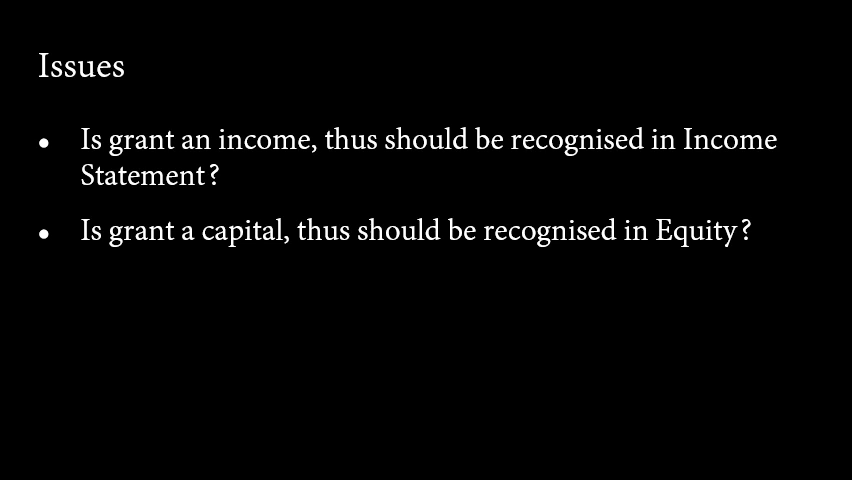 Issues
• Is grant an income, thus should be recognised in Income
Statement?
• Is grant a capital, thus should be recognised in Equity?